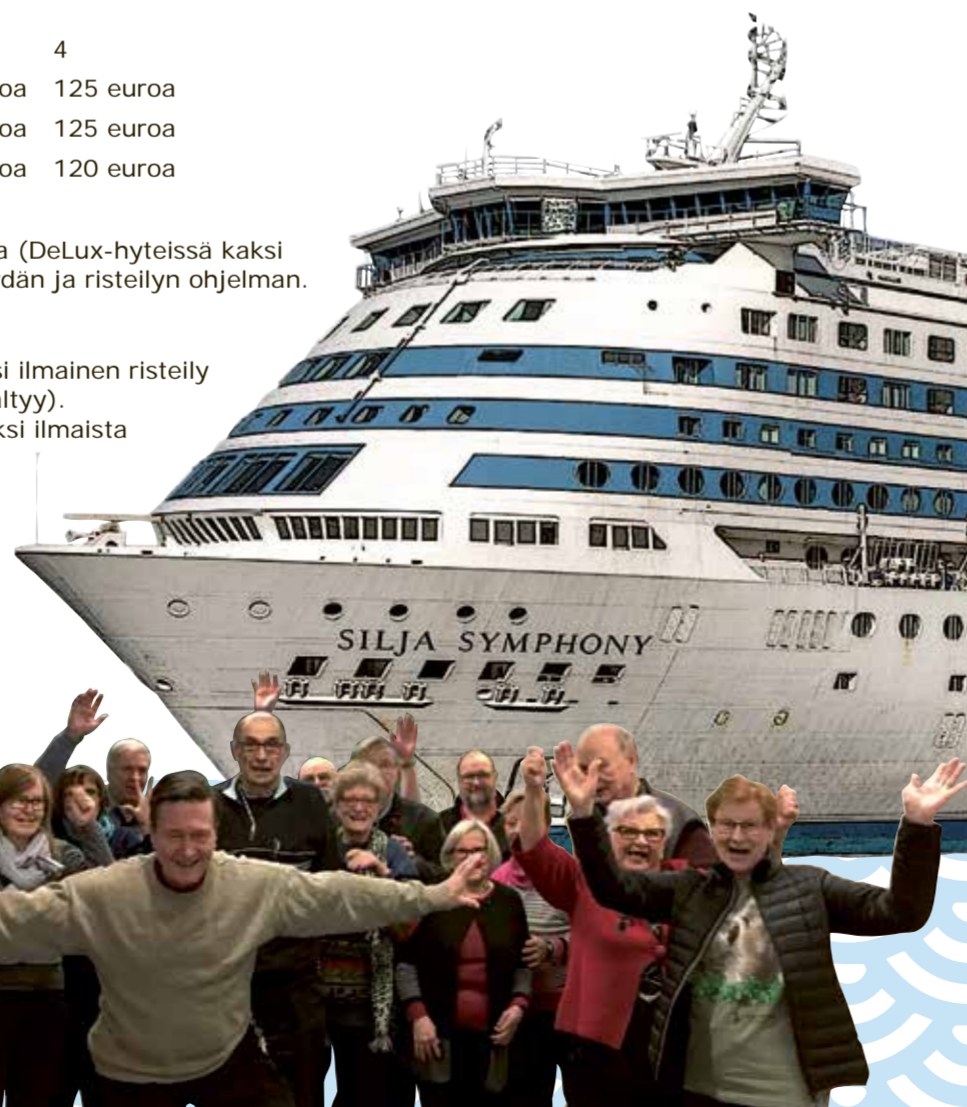 4
oa 125 euroa
oa 125 euroa
oa 120 euroa
a (DeLux-hyteissä kaksi
dän ja risteilyn ohjelman.
si ilmainen risteily
ltyy).
ksi ilmaista
SILJA SYMPHONY